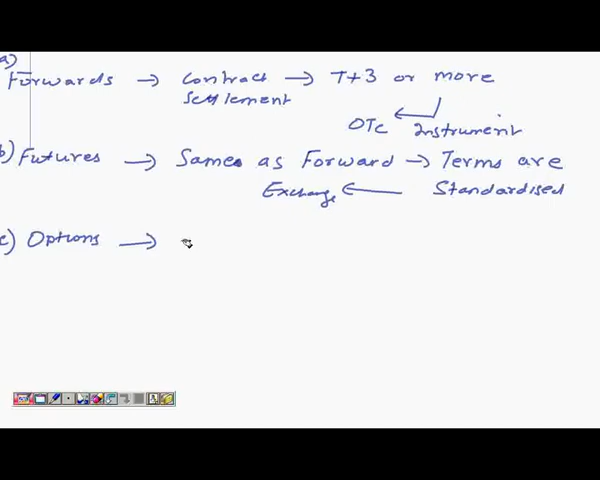 a)
Forwards → Contract → T+3 or more
Settlement
OTC ← Instrument
b) Futures → Same as Forward → Terms are
Exchange ← Standardised
c) Options →